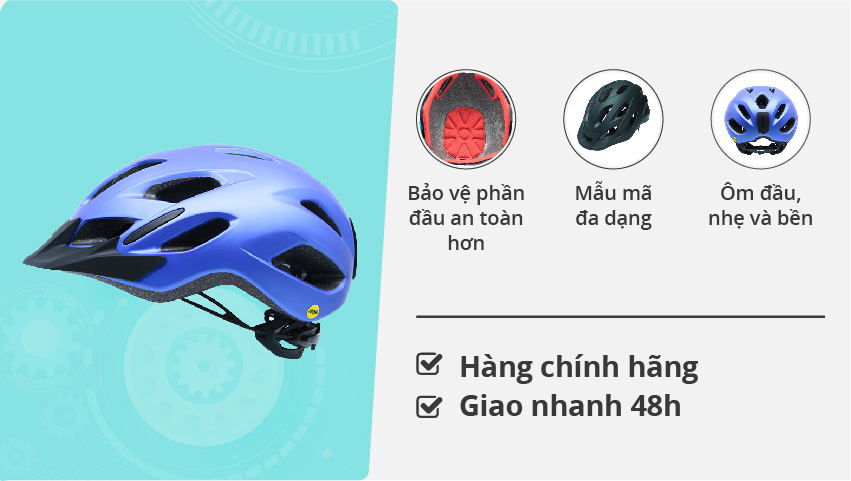 Bảo vệ phần
đầu an toàn
hơn
Mẫu mã
đa dạng
Ôm đầu,
nhẹ và bền
Hàng chính hãng
Giao nhanh 48h